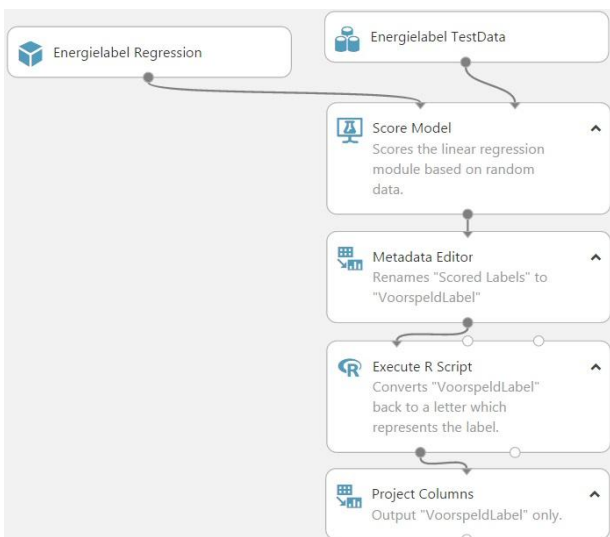 Energielabel Regression
Energielabel TestData
Score Model
Scores the linear regression
module based on random
data.
Metadata Editor
Renames "Scored Labels" to
"VoorspeldLabel"
Execute R Script
Converts "VoorspeldLabel"
back to a letter which
represents the label.
Project Columns
Output "VoorspeldLabel" only.